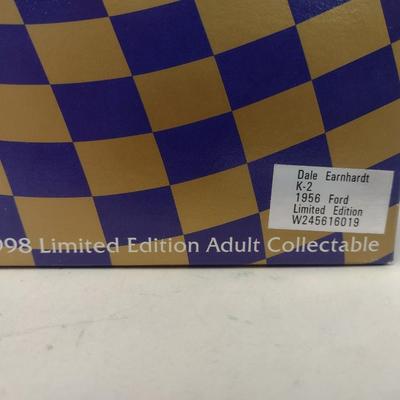 Dale Earnhardt
K-2
1956 Ford
Limited Edition
W245616019
998 Limited Edition Adult Collectable